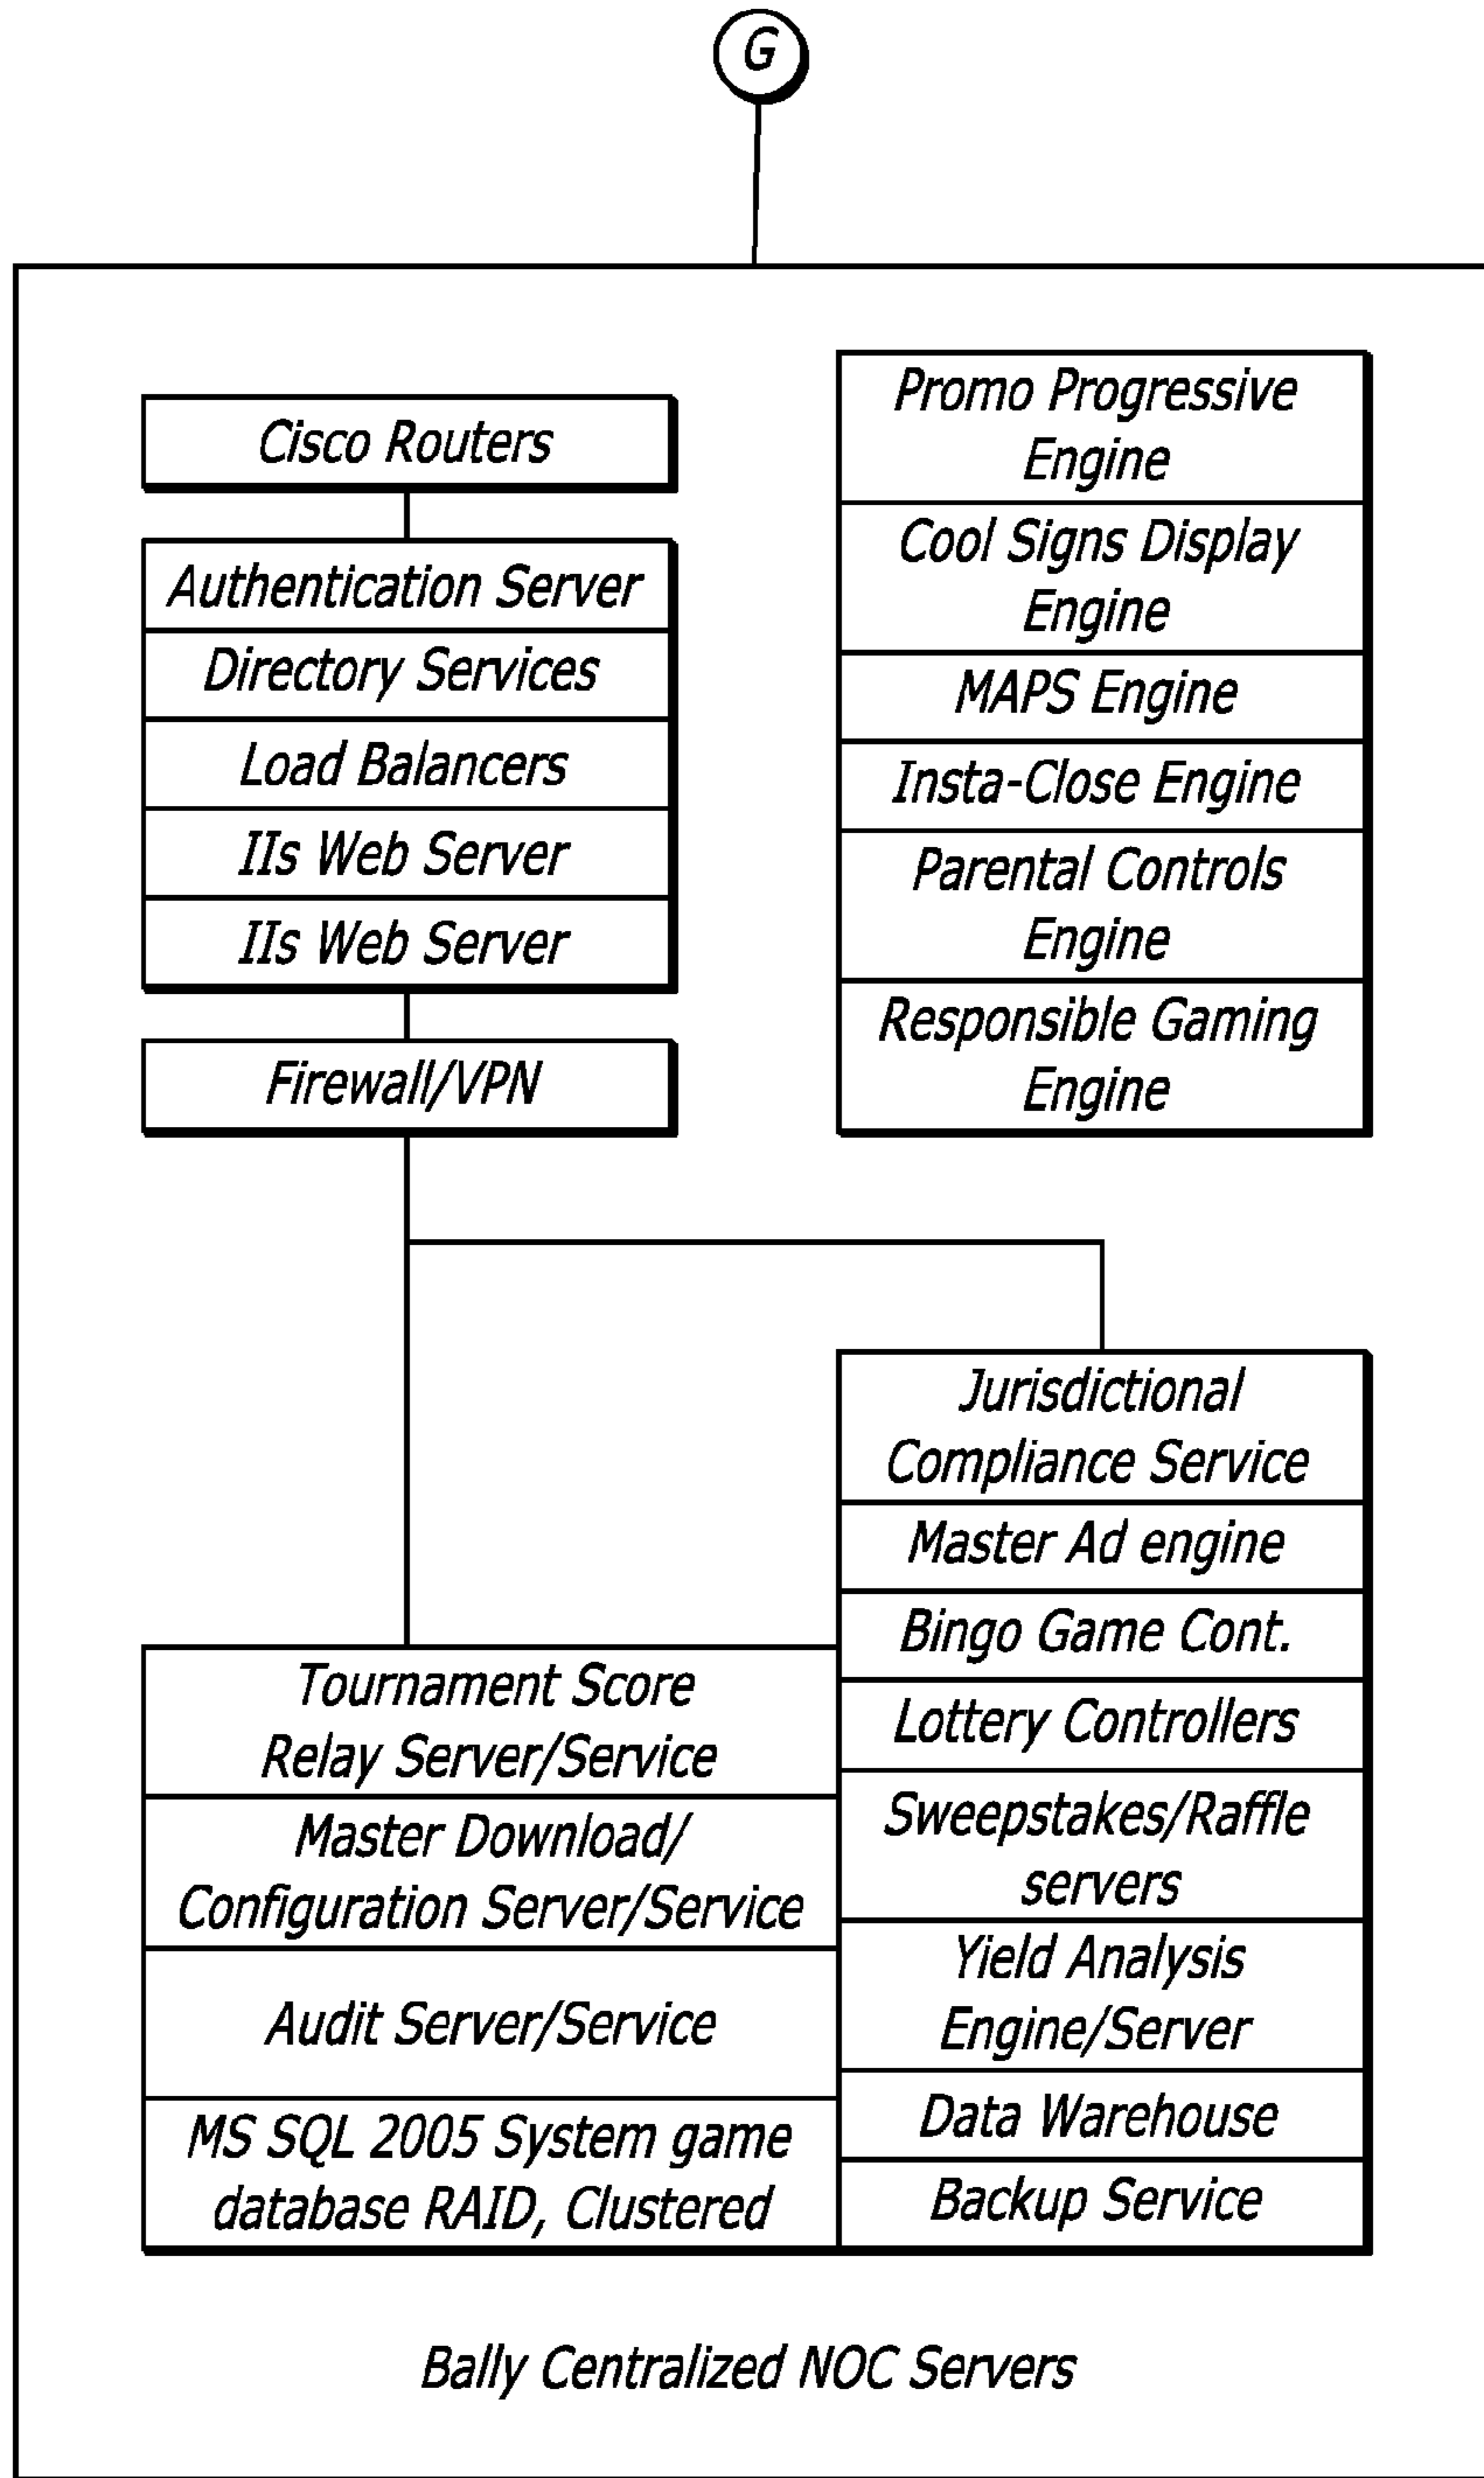 G
Cisco Routers
Authentication Server
Directory Services
Load Balancers
IIs Web Server
IIs Web Server
Firewall/VPN
Promo Progressive
Engine
Cool Signs Display
Engine
MAPS Engine
Insta-Close Engine
Parental Controls
Engine
Responsible Gaming
Engine
Tournament Score
Relay Server/Service
Master Download/
Configuration Server/Service
Audit Server/Service
MS SQL 2005 System game
database RAID, Clustered
Jurisdictional
Compliance Service
Master Ad engine
Bingo Game Cont.
Lottery Controllers
Sweepstakes/Raffle
servers
Yield Analysis
Engine/Server
Data Warehouse
Backup Service
Bally Centralized NOC Servers